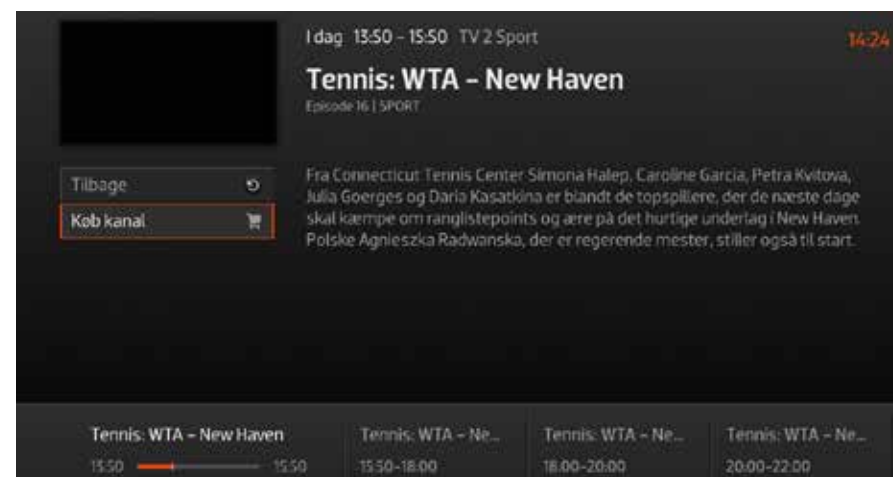 I dag 13:50 - 15:50 TV 2 Sport
14:24
Tennis: WTA – New Haven
Episode 16 | SPORT
Tilbage
Køb kanal
Fra Connecticut Tennis Center Simona Halep, Caroline Garcia, Petra Kvitova,
Julia Goerges og Daria Kasatkina er blandt de topspillere, der de næste dage
skal kæmpe om ranglistepoints og ære på det hurtige underlag i New Haven.
Polske Agnieszka Radwanska, der er regerende mester, stiller også til start.
Tennis: WTA – New Haven
13:50 15:50
Tennis: WTA – Ne...
15:50-18:00
Tennis: WTA – Ne...
18:00-20:00
Tennis: WTA – Ne...
20:00-22:00